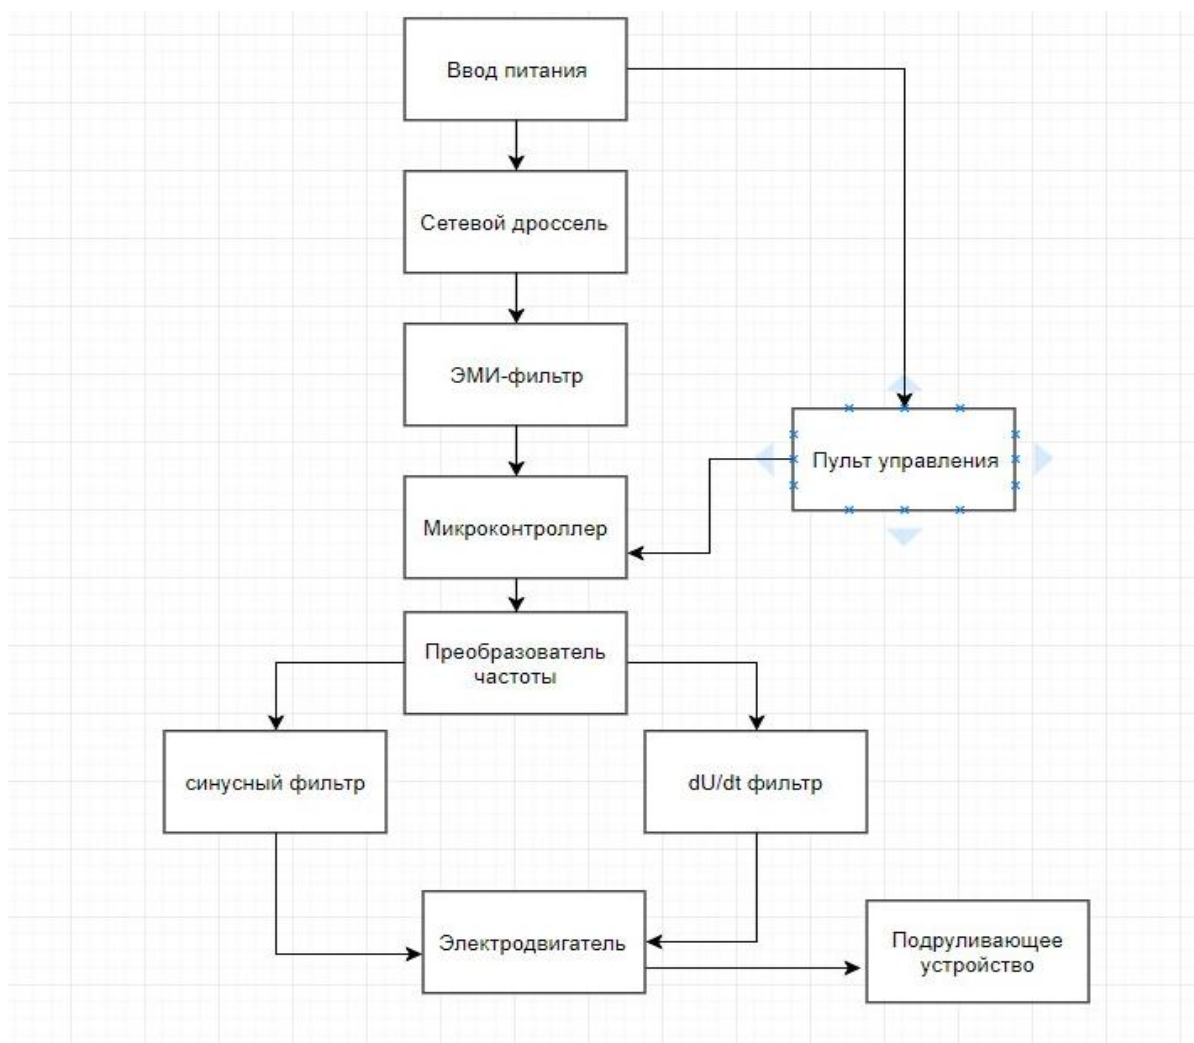 Ввод питания
Сетевой дроссель
ЭМИ-фильтр
Пульт управления
Микроконтроллер
Преобразователь
частоты
синусный фильтр
dU/dt фильтр
Электродвигатель
Подруливающее
устройство